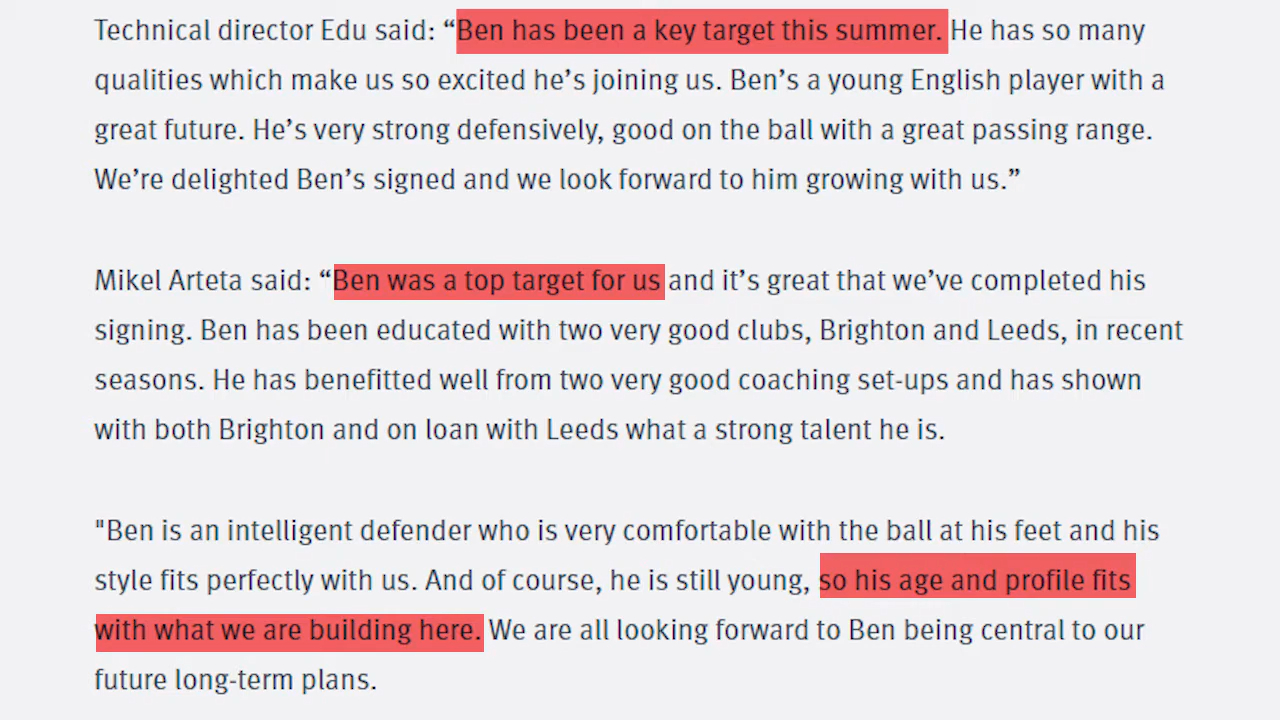 Technical director Edu said: “Ben has been a key target this summer. He has so many
qualities which make us so excited he’s joining us. Ben’s a young English player with a
great future. He’s very strong defensively, good on the ball with a great passing range.
We’re delighted Ben’s signed and we look forward to him growing with us.”
Mikel Arteta said: “Ben was a top target for us and it’s great that we’ve completed his
signing. Ben has been educated with two very good clubs, Brighton and Leeds, in recent
seasons. He has benefitted well from two very good coaching set-ups and has shown
with both Brighton and on loan with Leeds what a strong talent he is.
"Ben is an intelligent defender who is very comfortable with the ball at his feet and his
style fits perfectly with us. And of course, he is still young, so his age and profile fits
with what we are building here. We are all looking forward to Ben being central to our
future long-term plans.